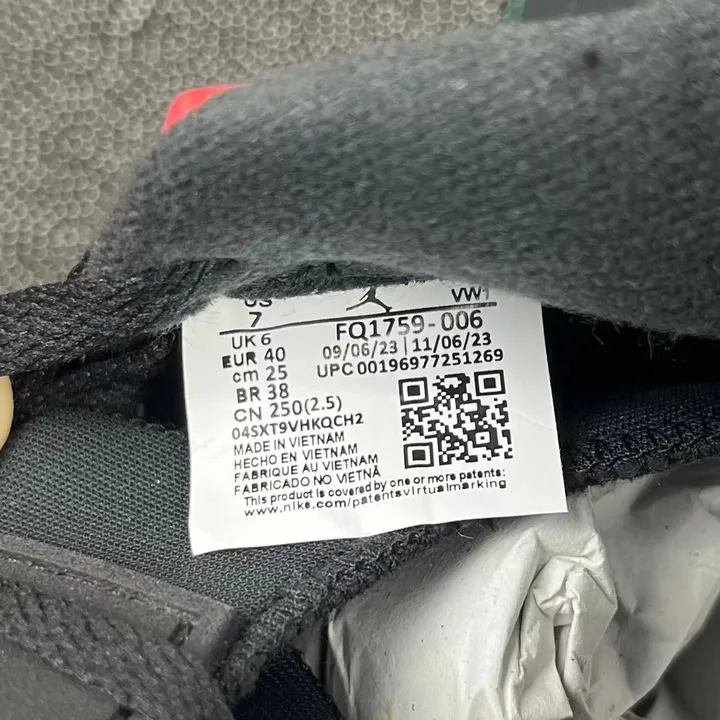 US VW1
7 FQ1759-006
UK 6 09/06/23 | 11/06/23
EUR 40 UPC 00196977251269
cm 25
BR 38
CN 250(2.5)
04SXT9VHKQCH2
MADE IN VIETNAM
HECHO EN VIETNAM
FABRIQUE AU VIETNAM
FABRICADO NO VIETNÃ
This product is covered by one or more patents:
www.nike.com/patentsvirtualmarking